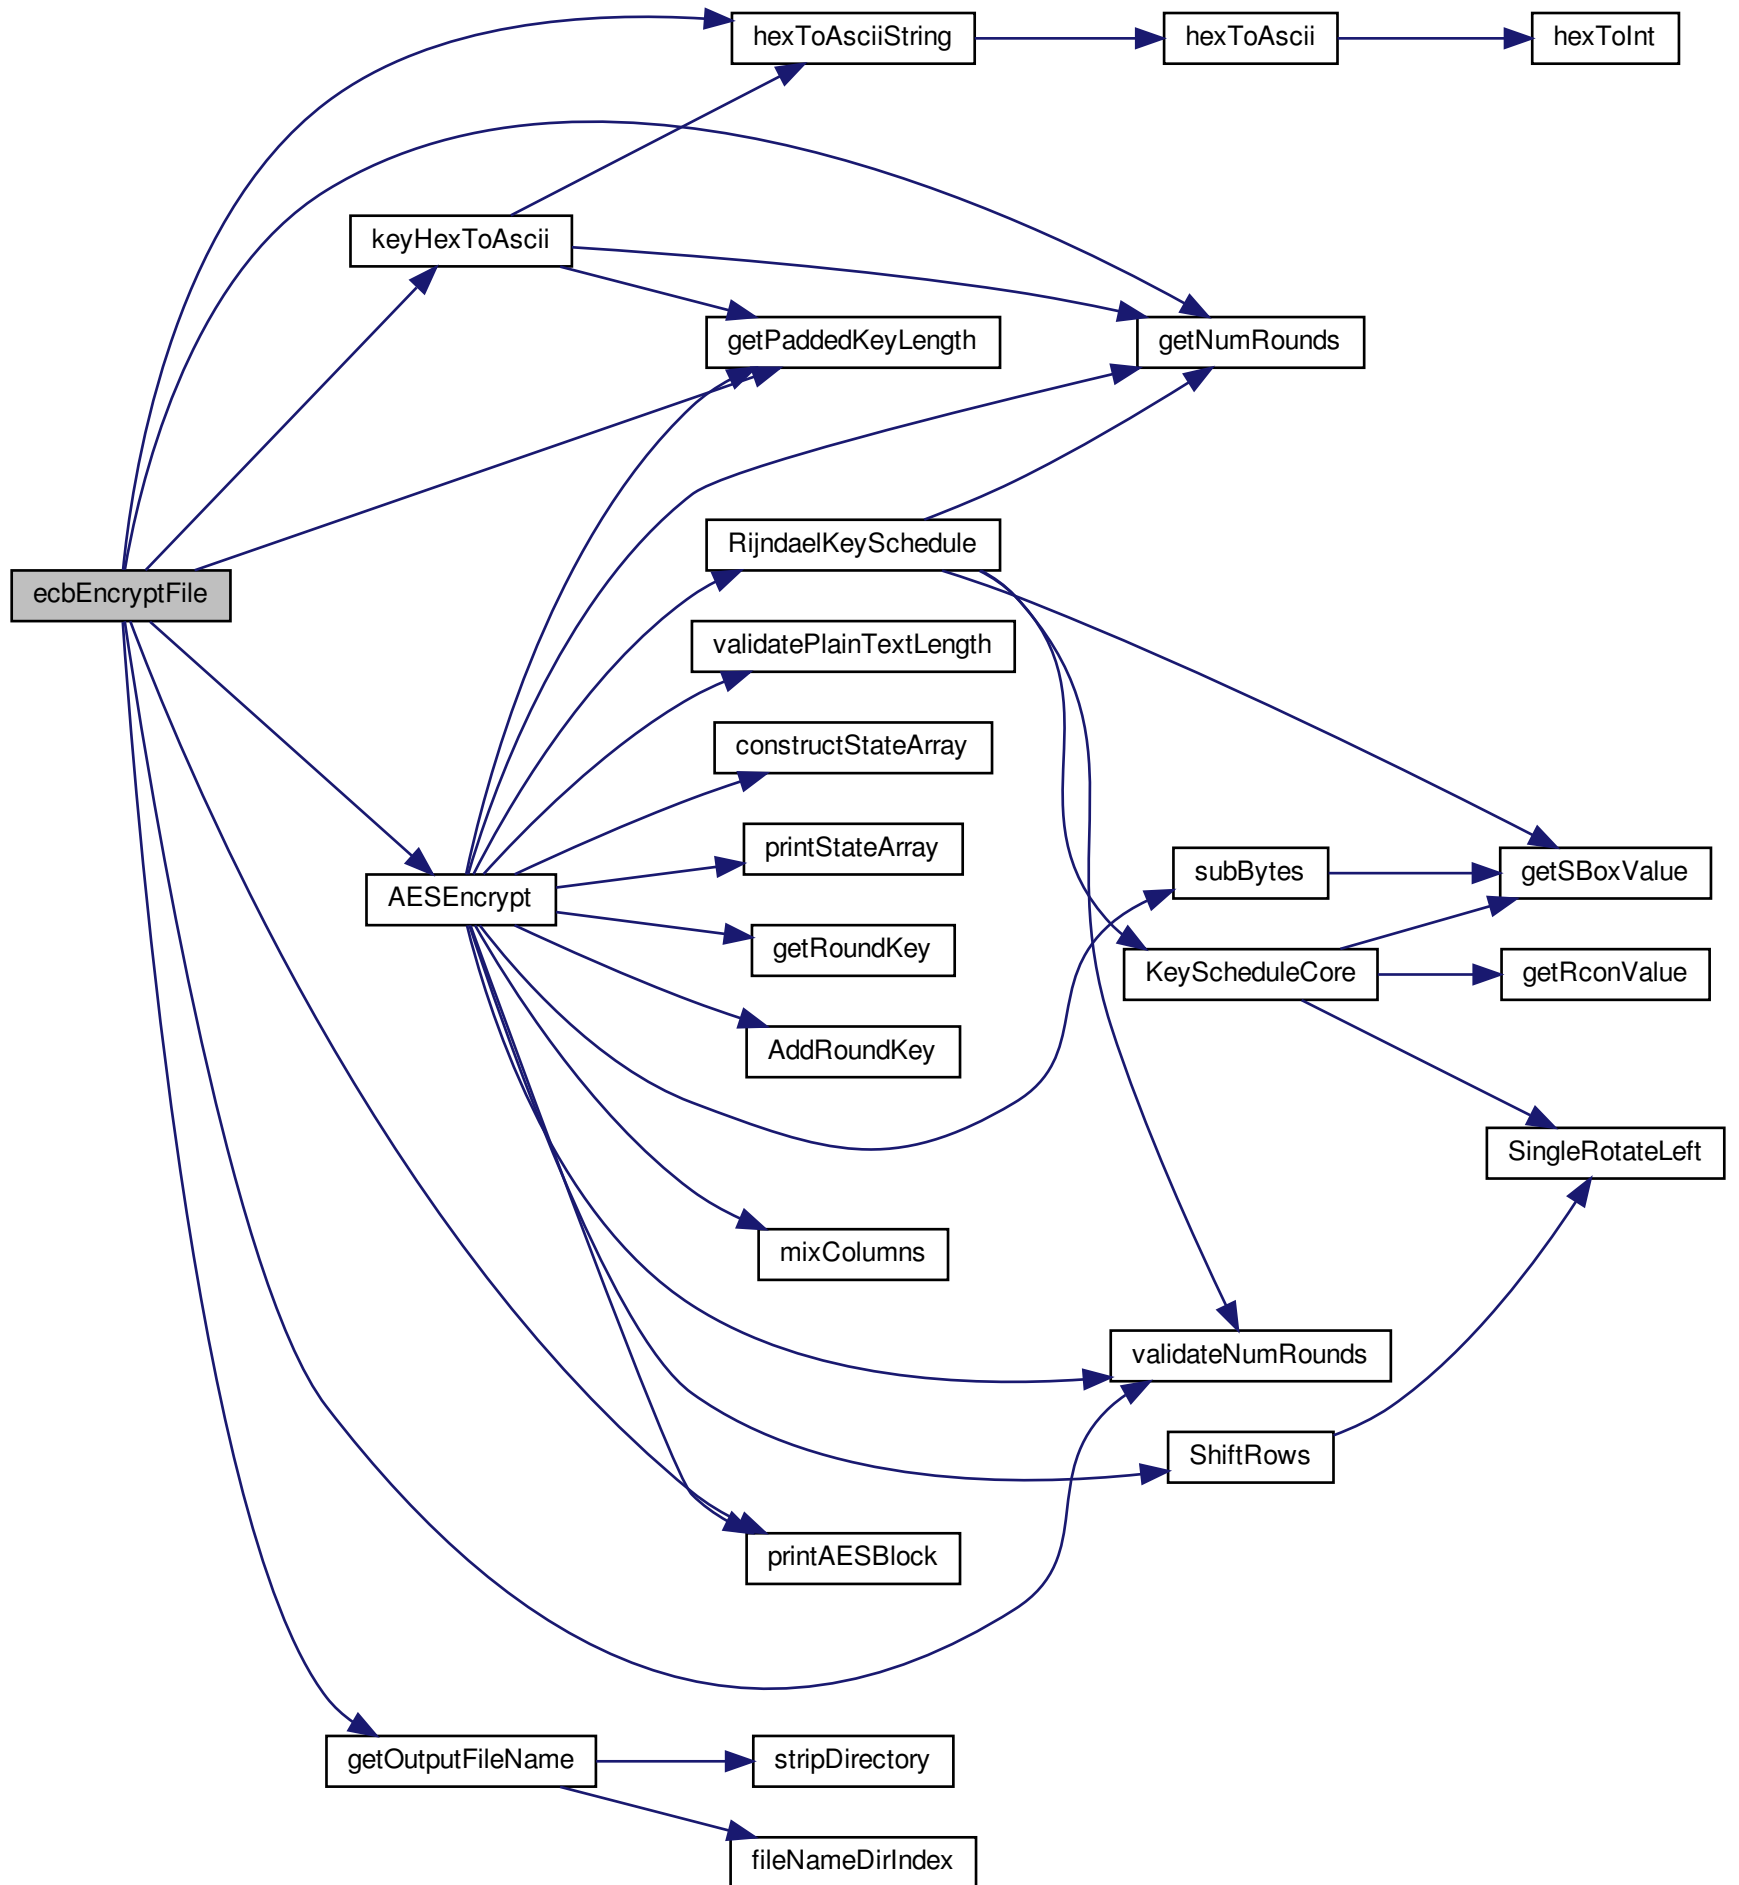 hexToAsciiString
hexToAscii
hexToInt
keyHexToAscii
getPaddedKeyLength
getNumRounds
RijndaelKeySchedule
ecbEncryptFile
validatePlainTextLength
constructStateArray
printStateArray
subBytes
getSBoxValue
AESEncrypt
getRoundKey
KeyScheduleCore
getRconValue
AddRoundKey
SingleRotateLeft
mixColumns
validateNumRounds
ShiftRows
printAESBlock
getOutputFileName
stripDirectory
fileNameDirIndex